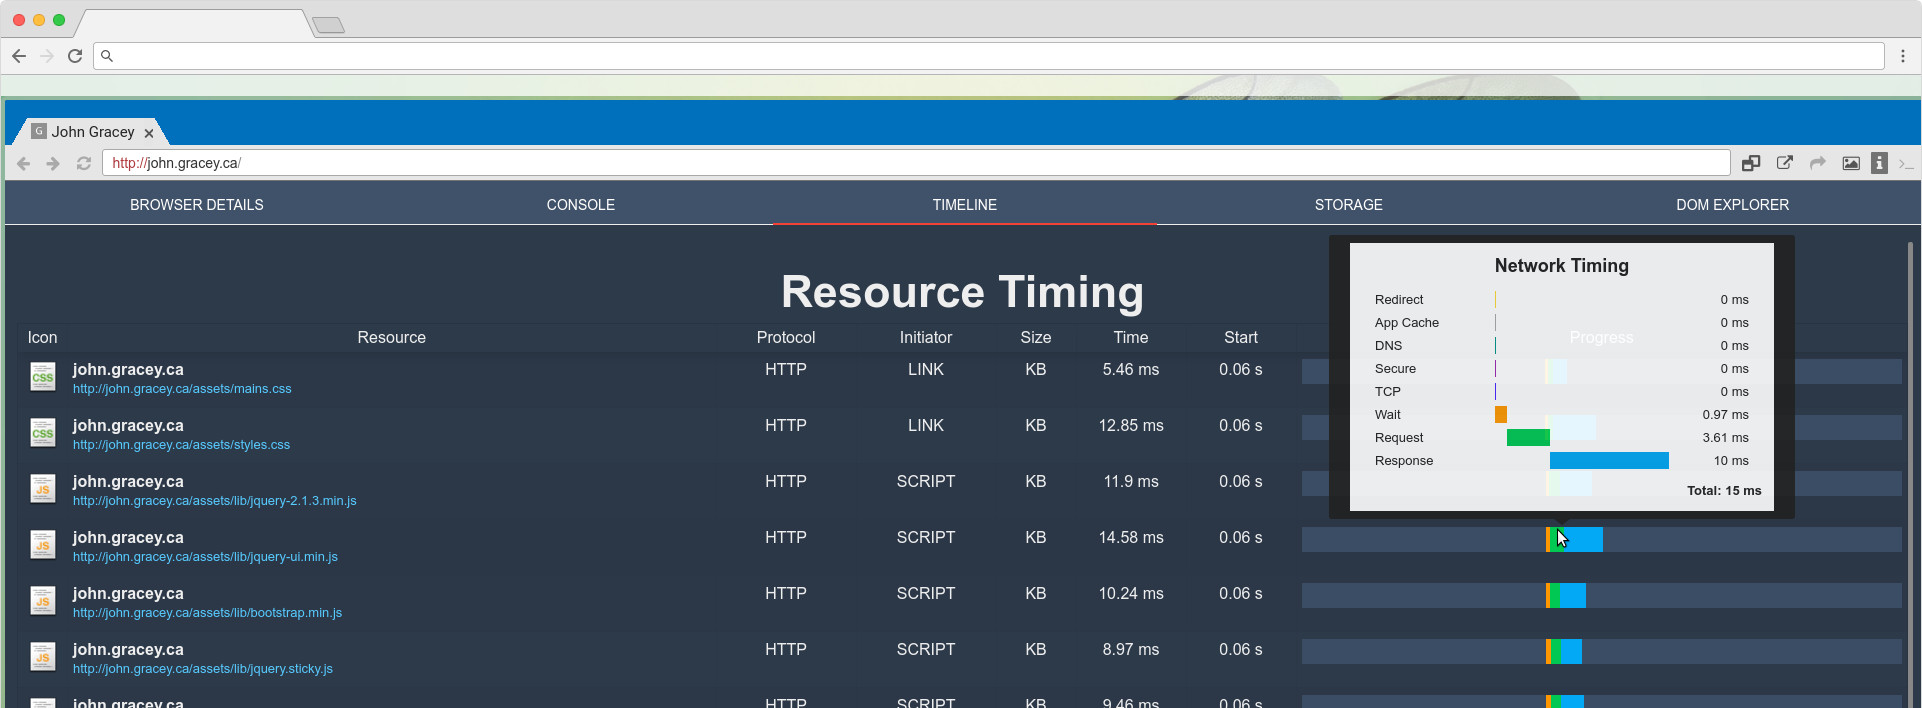 G John Gracey
http://john.gracey.ca/
BROWSER DETAILS CONSOLE TIMELINE STORAGE DOM EXPLORER
Resource Timing
Icon Resource Protocol Initiator Size Time Start Progress
john.gracey.ca HTTP LINK KB 5.46 ms 0.06 s
http://john.gracey.ca/assets/mains.css
john.gracey.ca HTTP LINK KB 12.85 ms 0.06 s
http://john.gracey.ca/assets/styles.css
john.gracey.ca HTTP SCRIPT KB 11.9 ms 0.06 s
http://john.gracey.ca/assets/lib/jquery-2.1.3.min.js
john.gracey.ca HTTP SCRIPT KB 14.58 ms 0.06 s
http://john.gracey.ca/assets/lib/jquery-ui.min.js
john.gracey.ca HTTP SCRIPT KB 10.24 ms 0.06 s
http://john.gracey.ca/assets/lib/bootstrap.min.js
john.gracey.ca HTTP SCRIPT KB 8.97 ms 0.06 s
http://john.gracey.ca/assets/lib/jquery.sticky.js
john.gracey.ca HTTP SCRIPT KB 9.46 ms 0.06 s
CSS
CSS
JS
JS
JS
JS
Network Timing
Redirect 0 ms
App Cache 0 ms
DNS 0 ms
Secure 0 ms
TCP 0 ms
Wait 0.97 ms
Request 3.61 ms
Response 10 ms
Total: 15 ms